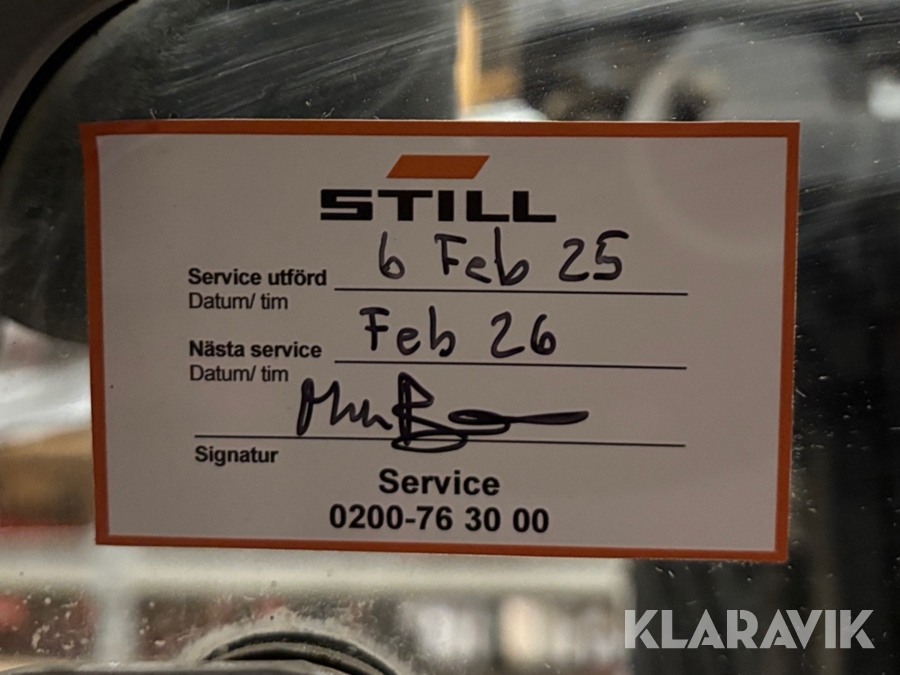 STILL
Service utförd 6 Feb 25
Datum/ tim
Nästa service Feb 26
Datum/ tim
Signatur
Service
0200-76 30 00
KLARAVIK